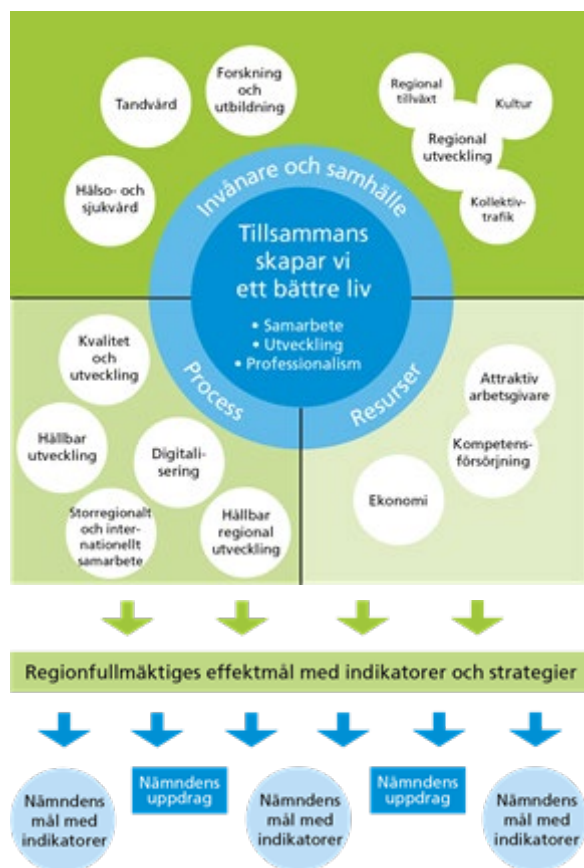 Tandvård
Forskning
och
utbildning
Hälso- och
sjukvård
Regional
tillväxt
Kultur
Regional
utveckling
Kollektiv-
trafik
Invånare och samhälle
Tillsammans
skapar vi
ett bättre liv
• Samarbete
• Utveckling
• Professionalism
Process
Resurser
Kvalitet
och
utveckling
Hållbar
utveckling
Digitali-
sering
Storregionalt
och inter-
nationellt
samarbete
Hållbar
regional
utveckling
Attraktiv
arbetsgivare
Kompetens-
försörjning
Ekonomi
Regionfullmäktiges effektmål med indikatorer och strategier
Nämndens
mål med
indikatorer
Nämndens
uppdrag
Nämndens
mål med
indikatorer
Nämndens
uppdrag
Nämndens
mål med
indikatorer